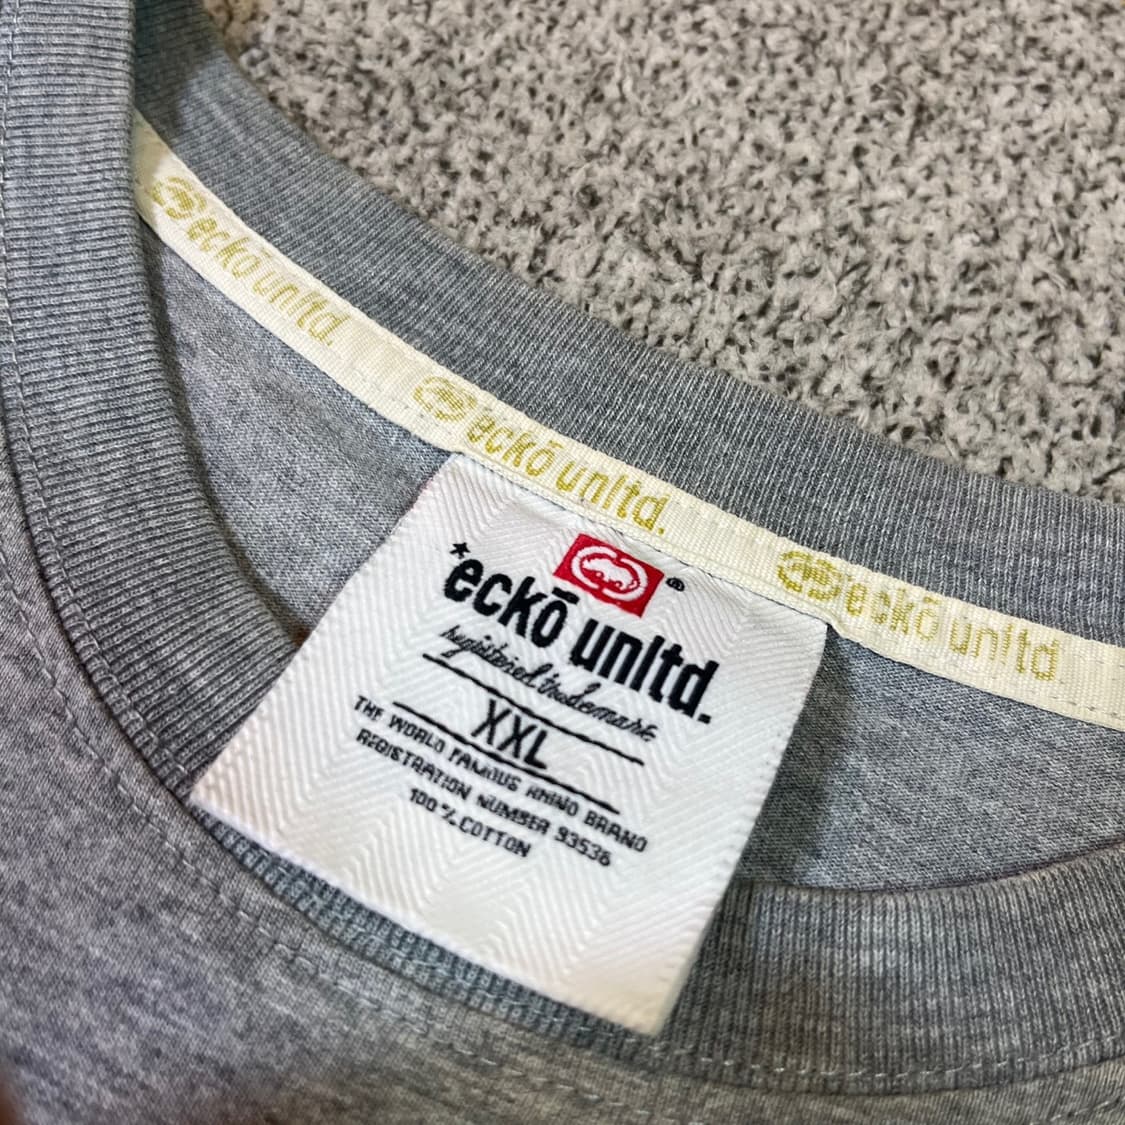 eckō unltd.
eckō unltd.
eckō unltd.
*eckō unltd.®
registered trademark
XXL
THE WORLD FAMOUS RHINO BRAND
REGISTRATION NUMBER 93536
100% COTTON